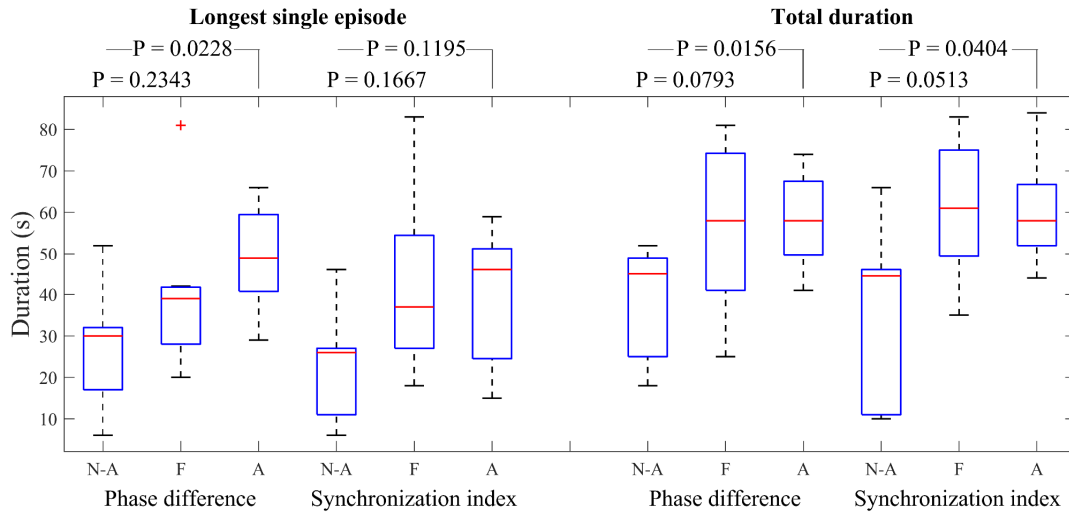 Longest single episode Total duration
P = 0.0228 P = 0.1195 P = 0.0156 P = 0.0404
P = 0.2343 P = 0.1667 P = 0.0793 P = 0.0513
Duration (s)
80
70
60
50
40
30
20
10
N-A F A N-A F A N-A F A N-A F A
Phase difference Synchronization index Phase difference Synchronization index